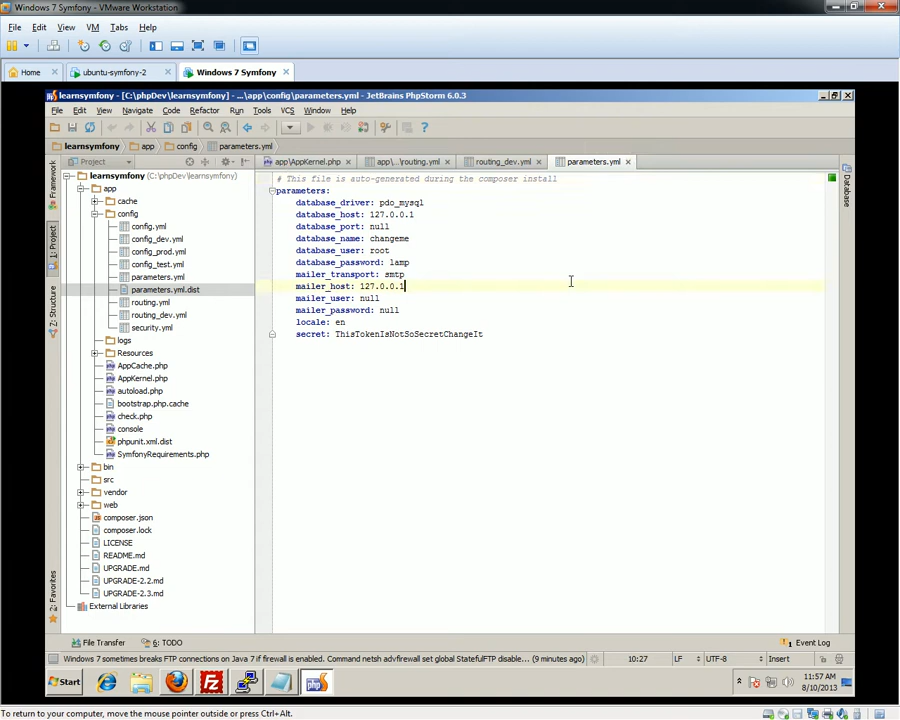 Windows 7 Symfony - VMware Workstation
File Edit View VM Tabs Help
Home ubuntu-symfony-2 Windows 7 Symfony
learnsymfony - [C:\phpDev\learnsymfony] - ...\app\config\parameters.yml - JetBrains PhpStorm 6.0.3
File Edit View Navigate Code Refactor Run Tools VCS Window Help
learnsymfony app config parameters.yml
Project
app\AppKernel.php app\...\routing.yml routing_dev.yml parameters.yml
Framework
1: Project
7: Structure
2: Favorites
Database
learnsymfony (C:\phpDev\learnsymfony)
app
cache
config
config.yml
config_dev.yml
config_prod.yml
config_test.yml
parameters.yml
parameters.yml.dist
routing.yml
routing_dev.yml
security.yml
logs
Resources
AppCache.php
AppKernel.php
autoload.php
bootstrap.php.cache
check.php
console
phpunit.xml.dist
SymfonyRequirements.php
bin
src
vendor
web
composer.json
composer.lock
LICENSE
README.md
UPGRADE.md
UPGRADE-2.2.md
UPGRADE-2.3.md
External Libraries
# This file is auto-generated during the composer install
parameters:
database_driver: pdo_mysql
database_host: 127.0.0.1
database_port: null
database_name: changeme
database_user: root
database_password: lamp
mailer_transport: smtp
mailer_host: 127.0.0.1
mailer_user: null
mailer_password: null
locale: en
secret: ThisTokenIsNotSoSecretChangeIt
File Transfer 6: TODO 1 Event Log
Windows 7 sometimes breaks FTP connections on Java 7 if firewall is enabled. Command netsh advfirewall set global StatefulFTP disable... (9 minutes ago) 10:27 LF UTF-8 Insert
Start
11:57 AM
8/10/2013
To return to your computer, move the mouse pointer outside or press Ctrl+Alt.